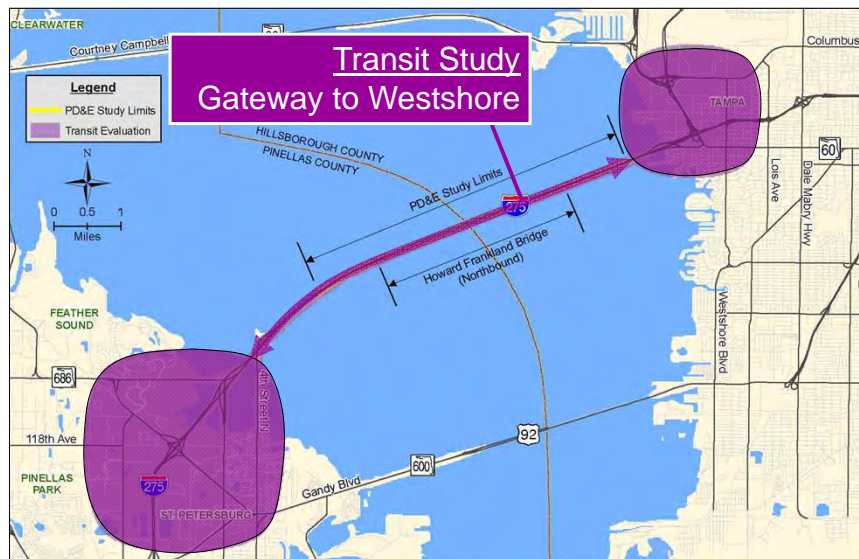 CLEARWATER
Courtney Campbell
Columbus
Transit Study
Gateway to Westshore
Legend
PD&E Study Limits
Transit Evaluation
N
0 0.5 1
Miles
HILLSBOROUGH COUNTY
PINELLAS COUNTY
TAMPA
60
Lois Ave
Dale Mabry Hwy
PD&E Study Limits
275
Howard Frankland Bridge
(Northbound)
Westshore Blvd
FEATHER
SOUND
686
4th Street N
118th Ave
92
600
Gandy Blvd
PINELLAS
PARK
275
ST. PETERSBURG